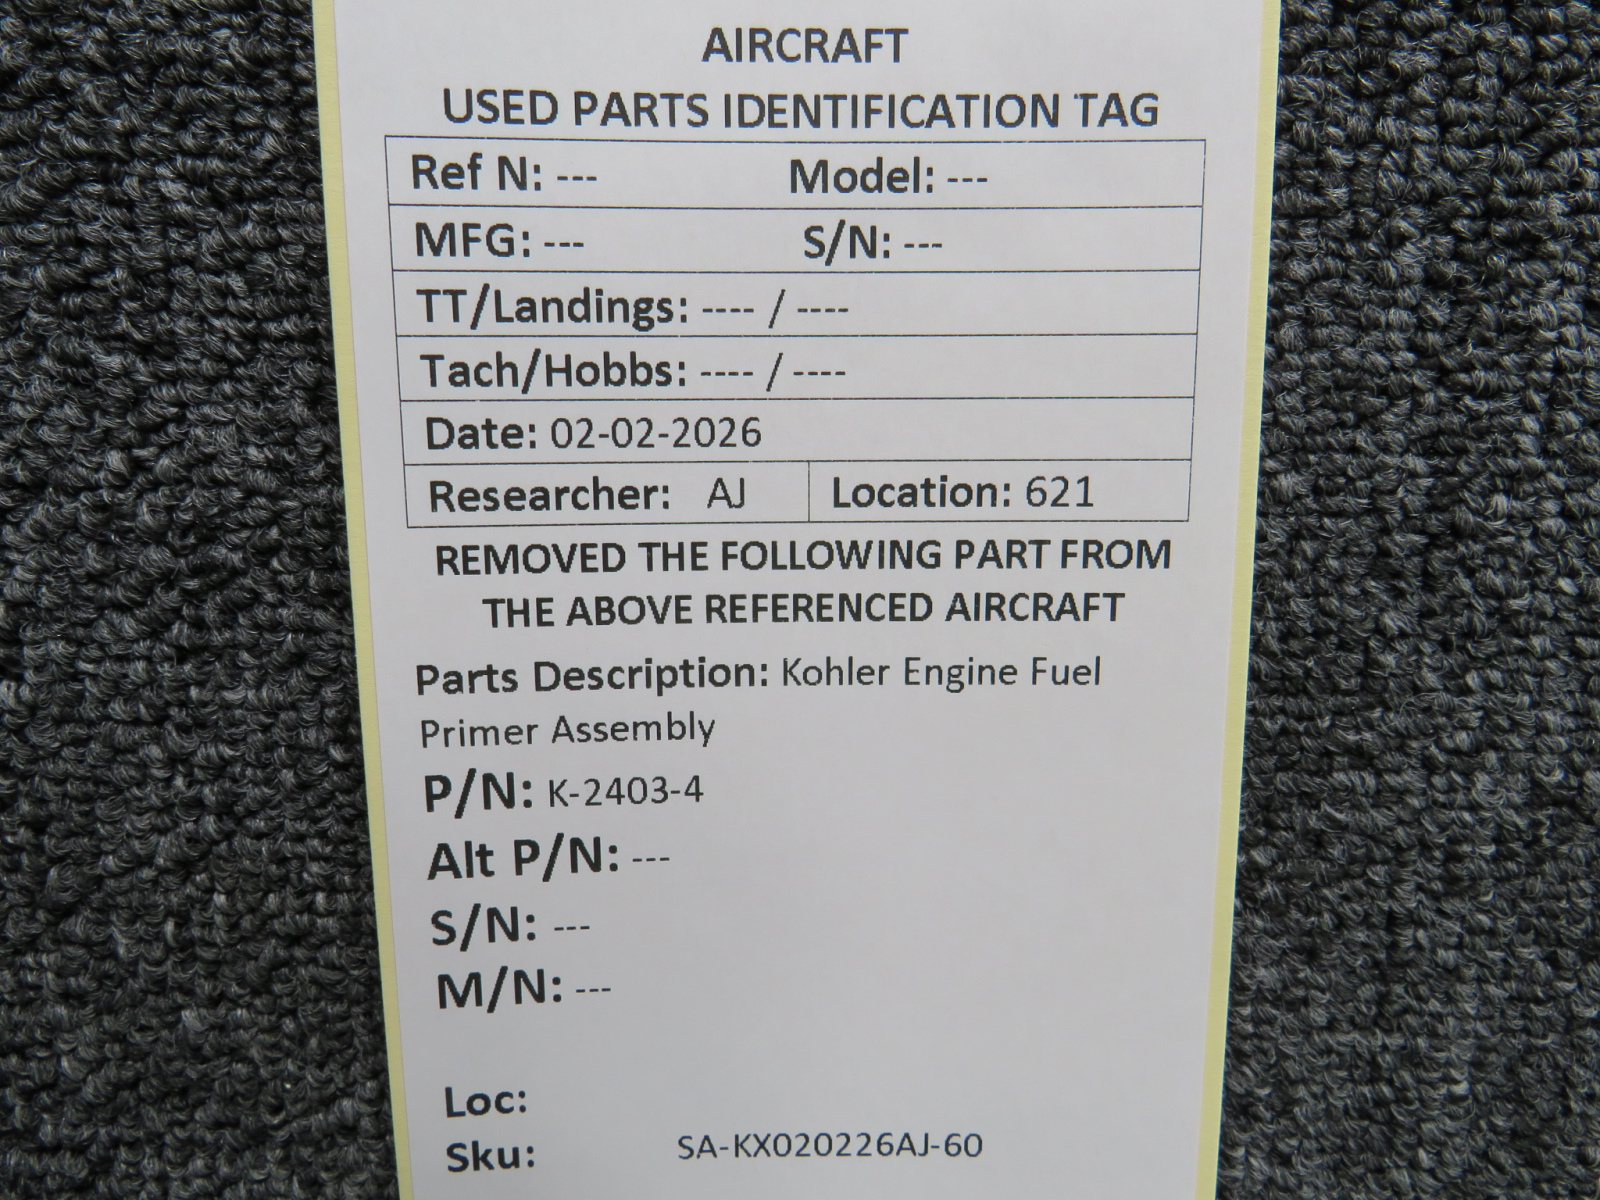 AIRCRAFT
USED PARTS IDENTIFICATION TAG
Ref N: --- Model: ---
MFG: --- S/N: ---
TT/Landings: ---- / ----
Tach/Hobbs: ---- / ----
Date: 02-02-2026
Researcher: AJ Location: 621
REMOVED THE FOLLOWING PART FROM
THE ABOVE REFERENCED AIRCRAFT
Parts Description: Kohler Engine Fuel
Primer Assembly
P/N: K-2403-4
Alt P/N: ---
S/N: ---
M/N: ---
Loc:
Sku: SA-KX020226AJ-60